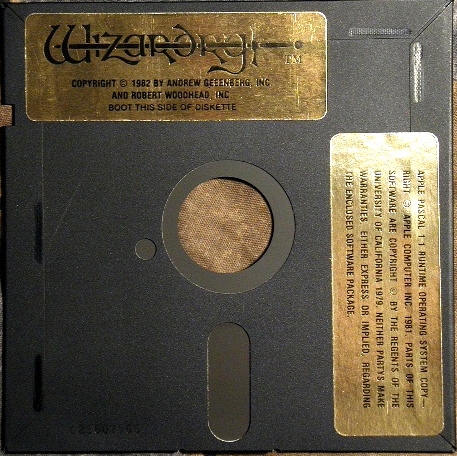 Wizardry
TM
COPYRIGHT © 1982 BY ANDREW GREENBERG, INC
AND ROBERT WOODHEAD, INC
BOOT THIS SIDE OF DISKETTE
APPLE PASCAL 1.1 RUNTIME OPERATING SYSTEM COPY-
RIGHT © APPLE COMPUTER INC. 1981. PARTS OF THIS
SOFTWARE ARE COPYRIGHT © BY THE REGENTS OF THE
UNIVERSITY OF CALIFORNIA 1979. NEITHER PARTYS MAKE
WARRANTIES, EITHER EXPRESS OR IMPLIED, REGARDING
THE ENCLOSED SOFTWARE PACKAGE.